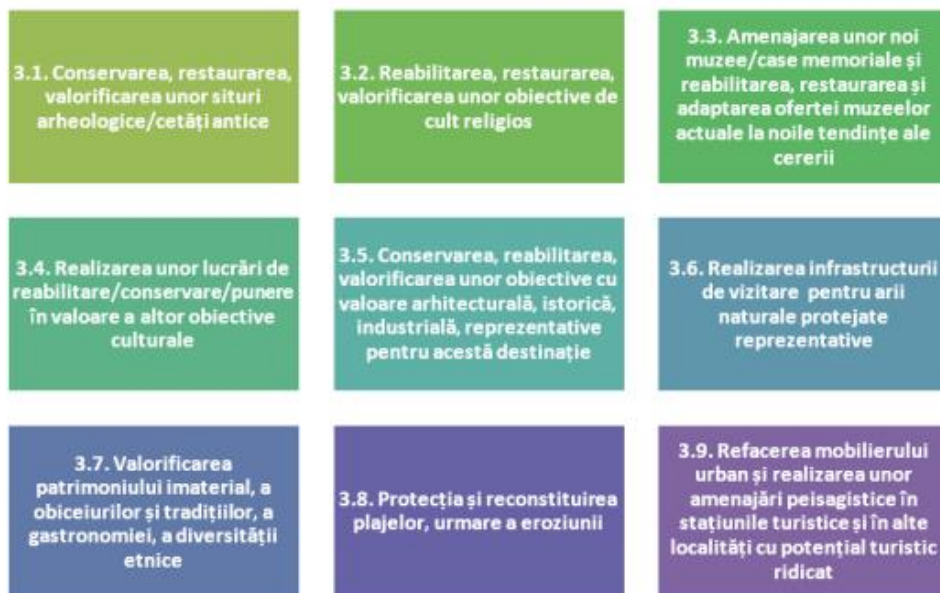 3.1. Conservarea, restaurarea,
valorificarea unor situri
arheologice/cetăți antice
3.2. Reabilitarea, restaurarea,
valorificarea unor obiective de
cult religios
3.3. Amenajarea unor noi
muzee/case memoriale și
reabilitarea, restaurarea și
adaptarea ofertei muzeelor
actuale la noile tendințe ale
cererii
3.4. Realizarea unor lucrări de
reabilitare/conservare/punere
în valoare a altor obiective
culturale
3.5. Conservarea, reabilitarea,
valorificarea unor obiective cu
valoare arhitecturală, istorică,
industrială, reprezentative
pentru acestă destinație
3.6. Realizarea infrastructurii
de vizitare pentru arii
naturale protejate
reprezentative
3.7. Valorificarea
patrimoniului imaterial, a
obiceiurilor și tradițiilor, a
gastronomiei, a diversității
etnice
3.8. Protecția și reconstituirea
plajelor, urmare a eroziunii
3.9. Refacerea mobilierului
urban și realizarea unor
amenajări peisagistice în
stațiunile turistice și în alte
localități cu potențial turistic
ridicat